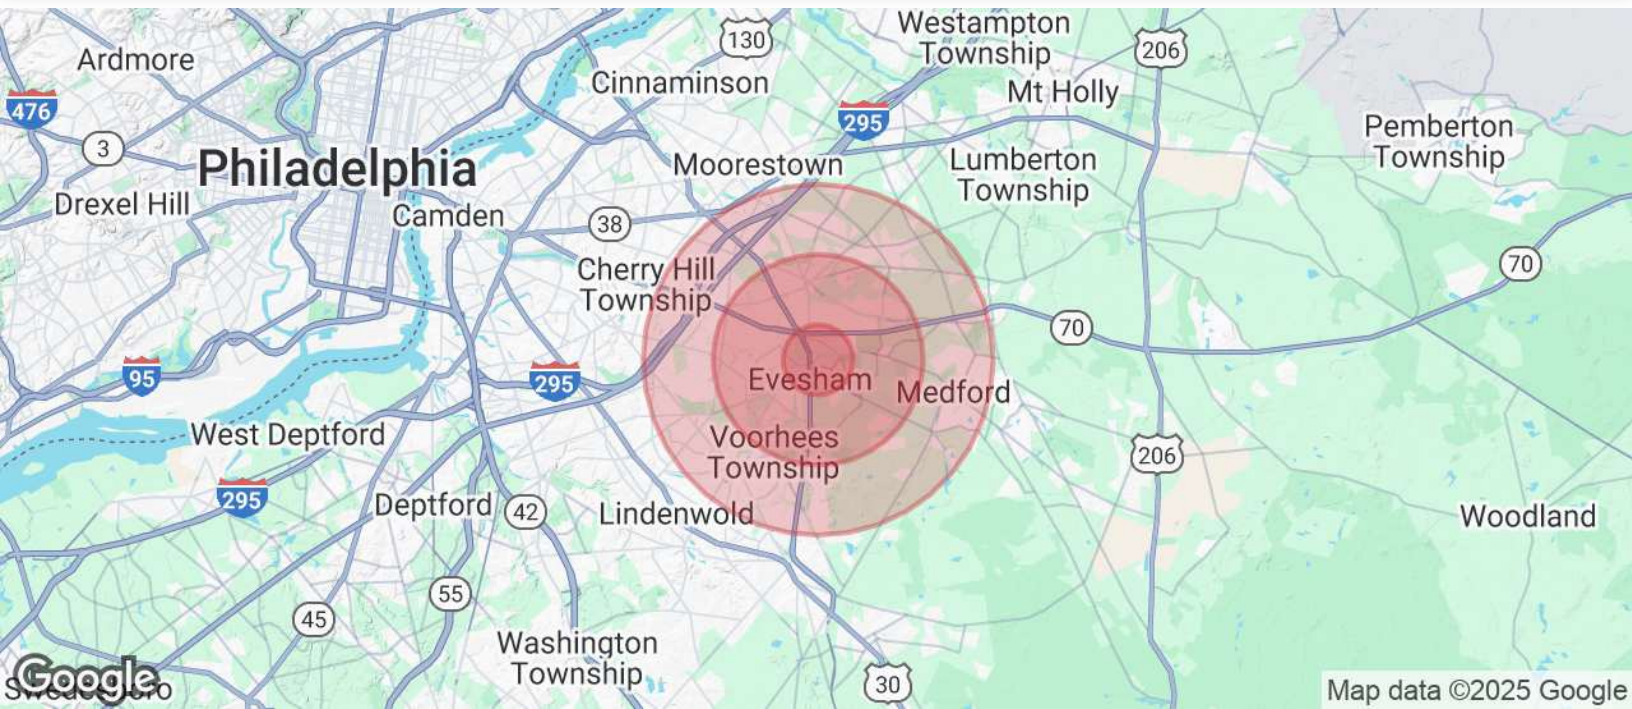 Westampton
Township
130
206
Ardmore
Cinnaminson
Mt Holly
476
295
Pemberton
Township
3
Philadelphia
Moorestown
Lumberton
Township
Drexel Hill
Camden
38
Cherry Hill
Township
70
70
95
295
Evesham
Medford
West Deptford
Voorhees
Township
206
295
Deptford
42
Lindenwold
Woodland
55
45
Washington
Township
30
Google
Map data ©2025 Google